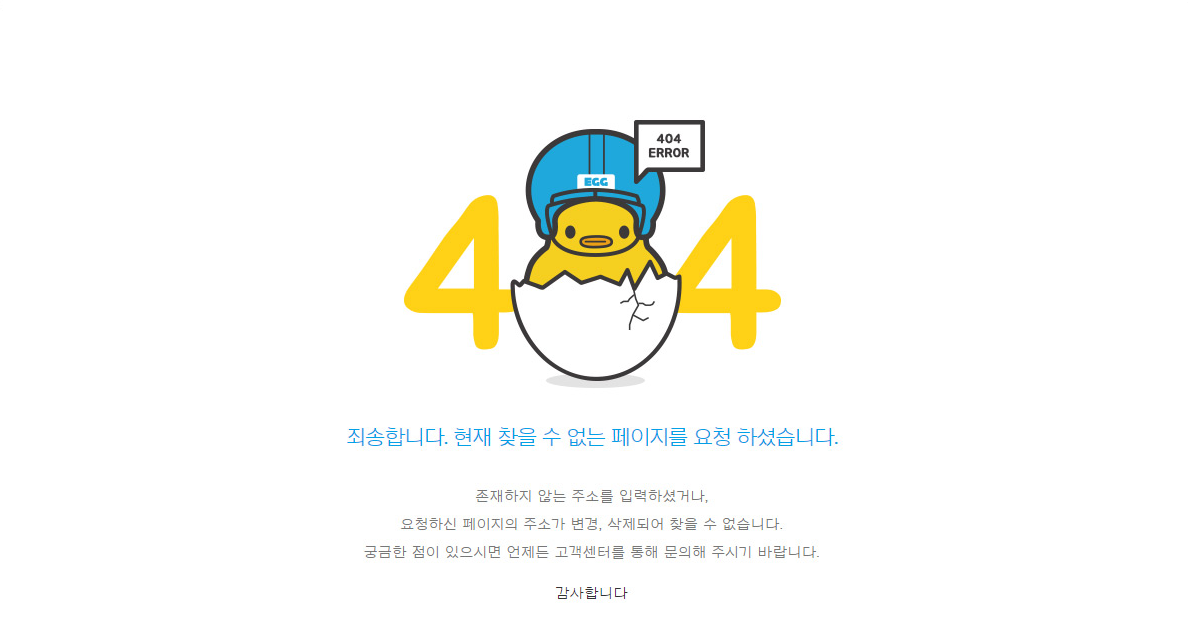 404
ERROR
EGG
4 4
죄송합니다. 현재 찾을 수 없는 페이지를 요청 하셨습니다.
존재하지 않는 주소를 입력하셨거나,
요청하신 페이지의 주소가 변경, 삭제되어 찾을 수 없습니다.
궁금한 점이 있으시면 언제든 고객센터를 통해 문의해 주시기 바랍니다.
감사합니다